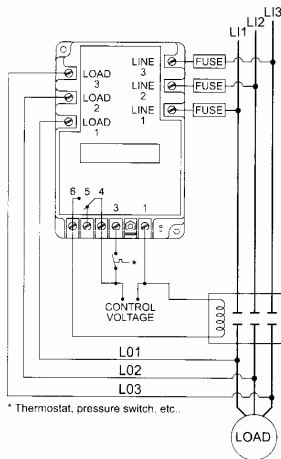 LI3
LI2
LI1
LINE 3
FUSE
LOAD 3
LINE 2
FUSE
LOAD 2
LINE 1
FUSE
LOAD 1
6 5 4
3 1
*
CONTROL
VOLTAGE
L01
L02
L03
* Thermostat, pressure switch, etc..
LOAD